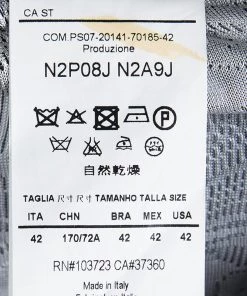 CA ST
COM.PS07-20141-70185-42
Produzione
N2P08J N2A9J
自然乾燥
TAGLIA 尺寸 尺寸 TAMANHO TALLA SIZE
ITA CHN BRA MEX USA
42 170/72A 42 42 42
RN#103723 CA#37360
Made in Italy